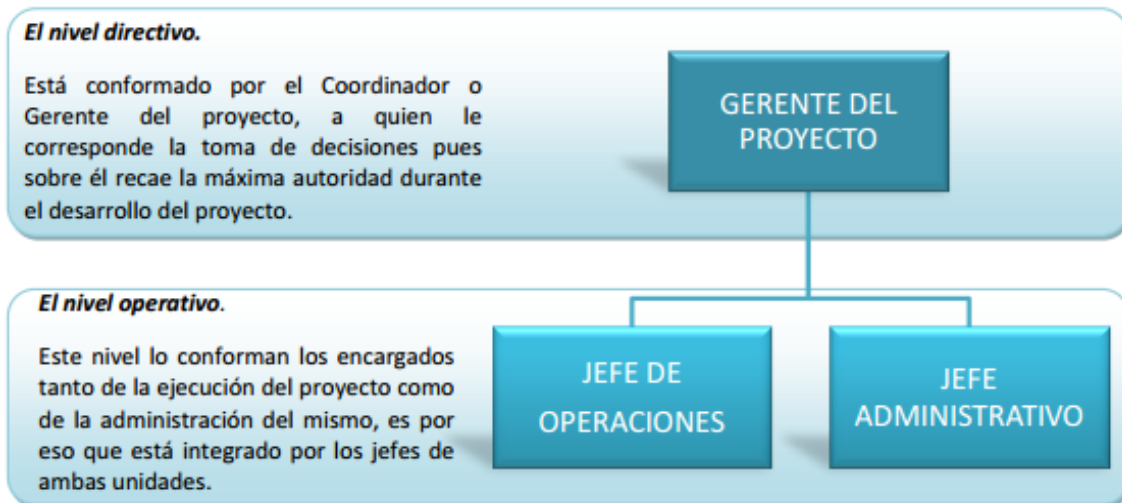 El nivel directivo.
Está conformado por el Coordinador o
Gerente del proyecto, a quien le
corresponde la toma de decisiones pues
sobre él recae la máxima autoridad durante
el desarrollo del proyecto.
GERENTE DEL
PROYECTO
El nivel operativo.
Este nivel lo conforman los encargados
tanto de la ejecución del proyecto como
de la administración del mismo, es por
eso que está integrado por los jefes de
ambas unidades.
JEFE DE
OPERACIONES
JEFE
ADMINISTRATIVO